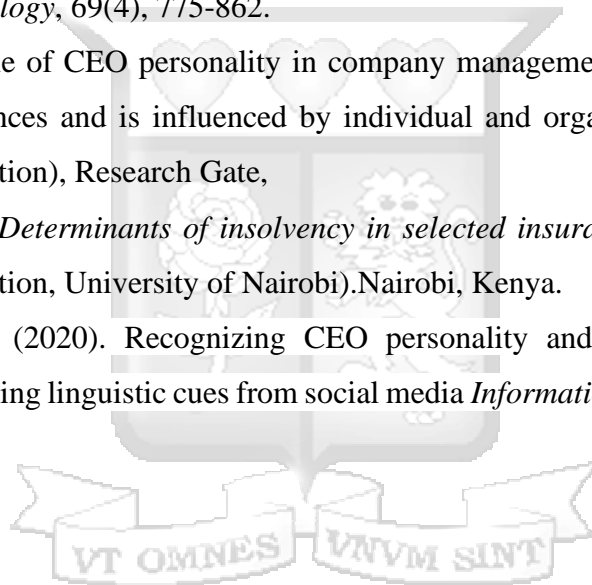 ology, 69(4), 775-862.
e of CEO personality in company manageme
nces and is influenced by individual and orga
tion), Research Gate,
Determinants of insolvency in selected insura
tion, University of Nairobi).Nairobi, Kenya.
(2020). Recognizing CEO personality and
ing linguistic cues from social media Informati
VT OMNES VNVM SINT